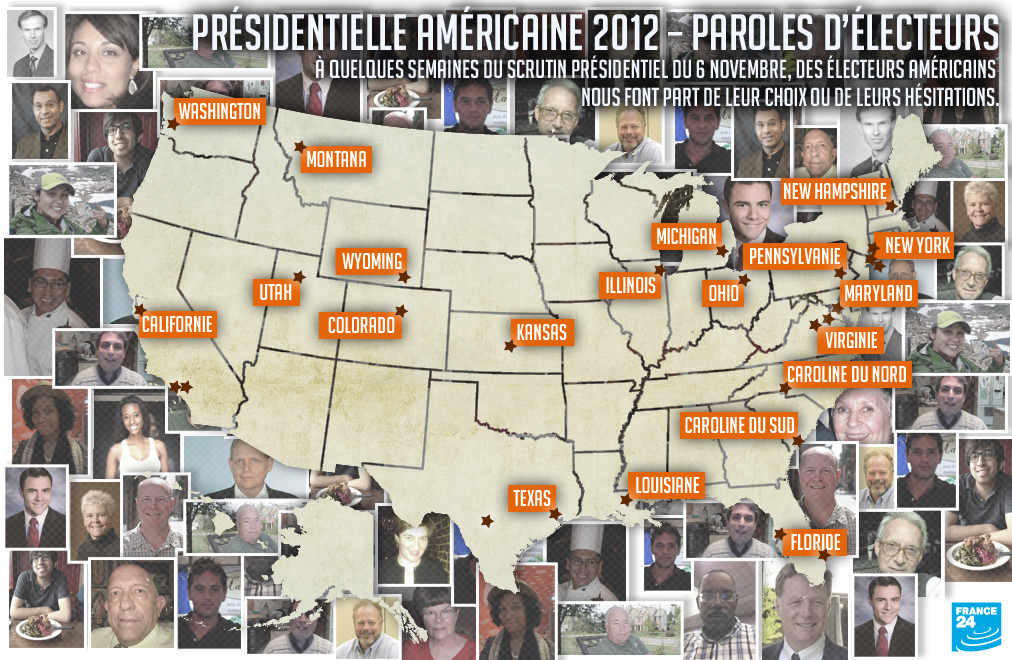 PRÉSIDENTIELLE AMÉRICAINE 2012 – PAROLES D'ÉLECTEURS
À QUELQUES SEMAINES DU SCRUTIN PRÉSIDENTIEL DU 6 NOVEMBRE, DES ÉLECTEURS AMÉRICAINS
NOUS FONT PART DE LEUR CHOIX OU DE LEURS HÉSITATIONS.
WASHINGTON
MONTANA
NEW HAMPSHIRE
MICHIGAN
NEW YORK
WYOMING
PENNSYLVANIE
UTAH
ILLINOIS
OHIO
MARYLAND
CALIFORNIE
COLORADO
KANSAS
VIRGINIE
CAROLINE DU NORD
CAROLINE DU SUD
TEXAS
LOUISIANE
FLORIDE
FRANCE
24